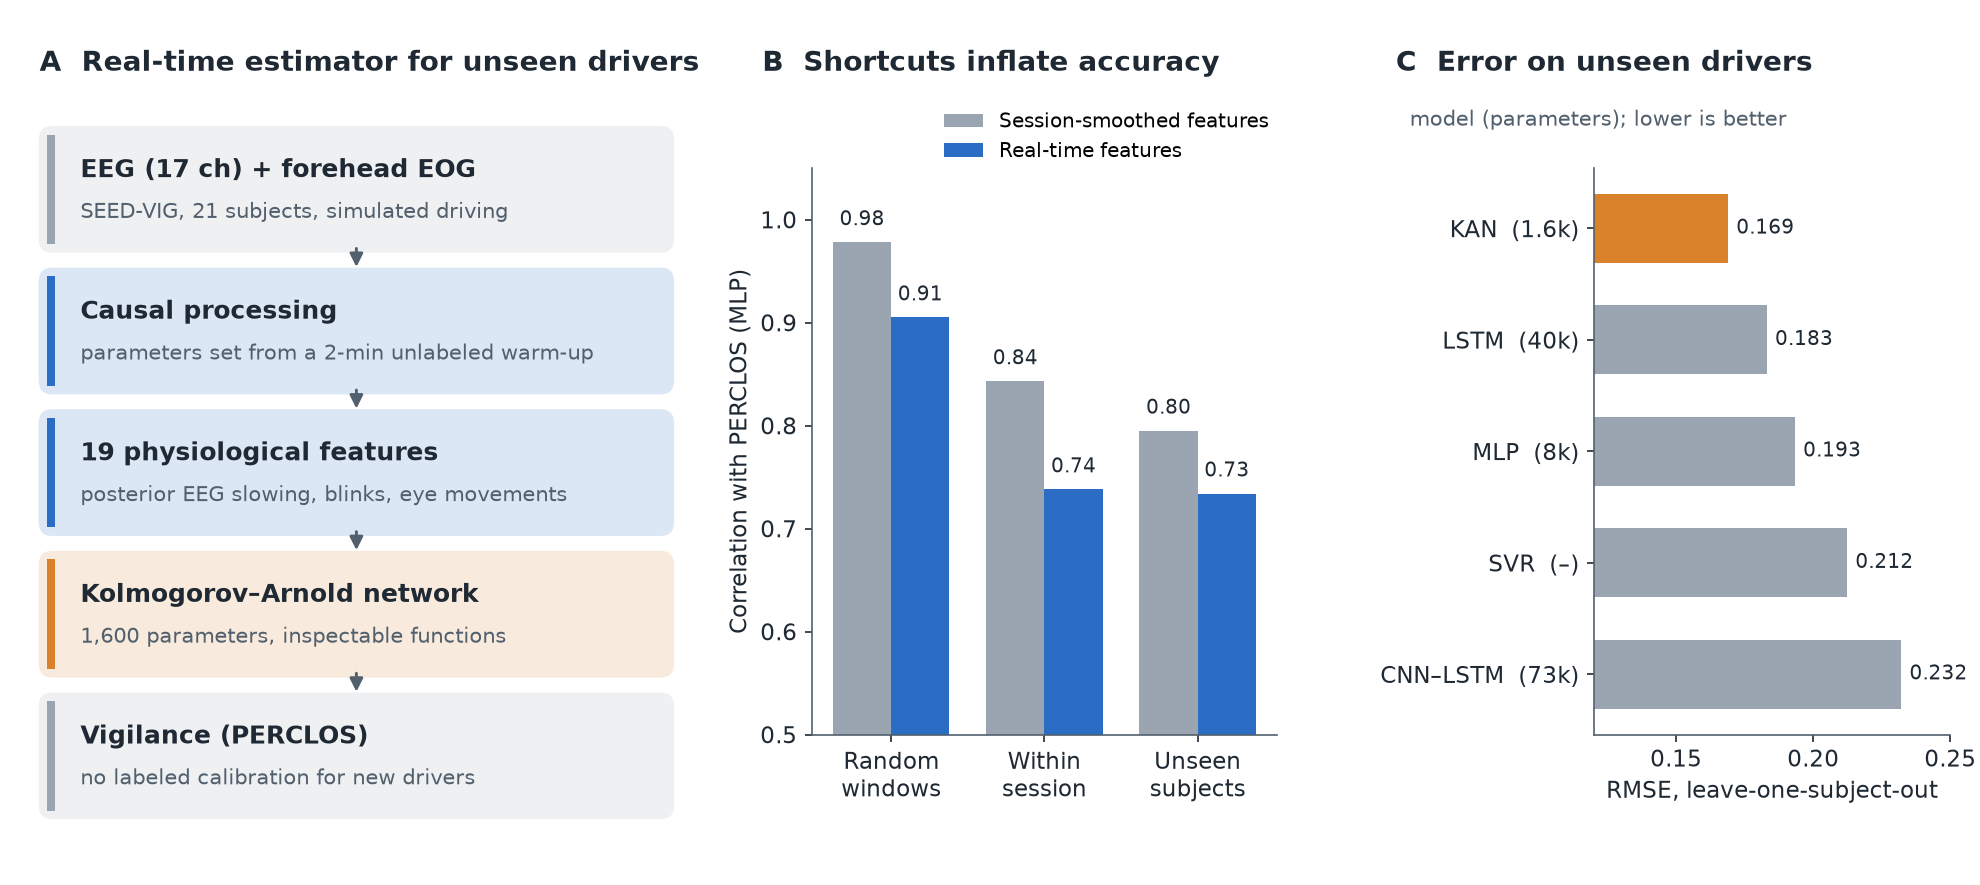 A Real-time estimator for unseen drivers
EEG (17 ch) + forehead EOG
SEED-VIG, 21 subjects, simulated driving
Causal processing
parameters set from a 2-min unlabeled warm-up
19 physiological features
posterior EEG slowing, blinks, eye movements
Kolmogorov–Arnold network
1,600 parameters, inspectable functions
Vigilance (PERCLOS)
no labeled calibration for new drivers
B Shortcuts inflate accuracy
Session-smoothed features
Real-time features
Correlation with PERCLOS (MLP)
1.0
0.9
0.8
0.7
0.6
0.5
0.98
0.91
0.84
0.74
0.80
0.73
Random
windows
Within
session
Unseen
subjects
C Error on unseen drivers
model (parameters); lower is better
KAN (1.6k)
0.169
LSTM (40k)
0.183
MLP (8k)
0.193
SVR (–)
0.212
CNN–LSTM (73k)
0.232
0.15
0.20
0.25
RMSE, leave-one-subject-out